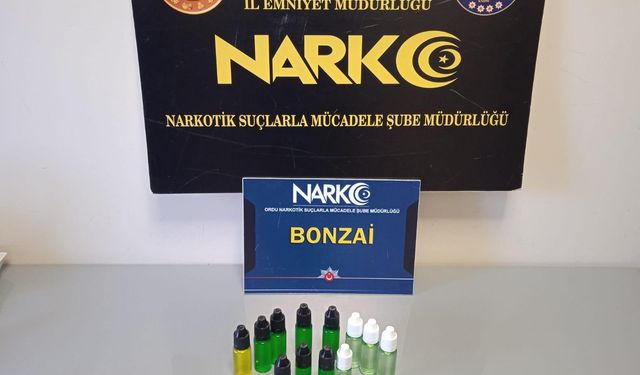 İL EMNİYET MÜDÜRLÜĞÜ
NARKO
NARKOTİK SUÇLARLA MÜCADELE ŞUBE MÜDÜRLÜĞÜ
NARKO
ORDU NARKOTİK SUÇLARLA MÜCADELE ŞUBE MÜDÜRLÜĞÜ
BONZAİ